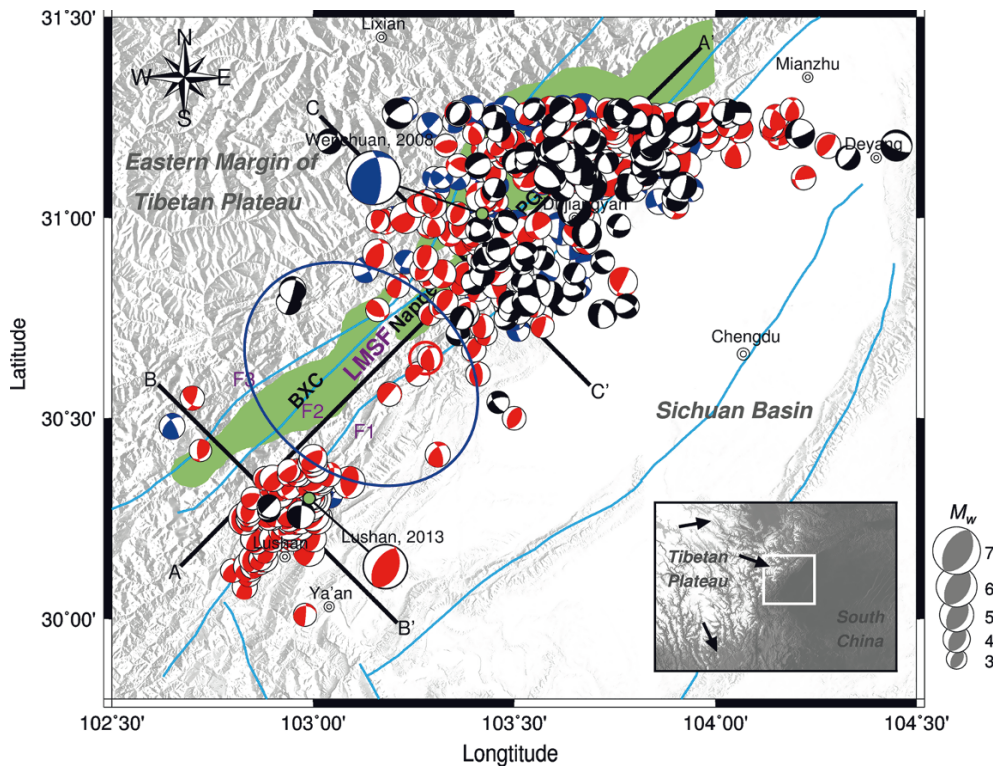 31˚30'
31˚00'
30˚30'
30˚00'
Latitude
102˚30'
103˚00'
103˚30'
104˚00'
104˚30'
Longtitude
N
W
E
S
Lixian
A'
Mianzhu
C
Wenchuan, 2008
Deyang
Eastern Margin of
Tibetan Plateau
PG
Dujiangyan
Nappe
LMSF
BXC
F3
F2
F1
Chengdu
B
C'
Sichuan Basin
Lushan, 2013
Lushan
A
Ya'an
B'
Tibetan
Plateau
South
China
Mw
7
6
5
4
3